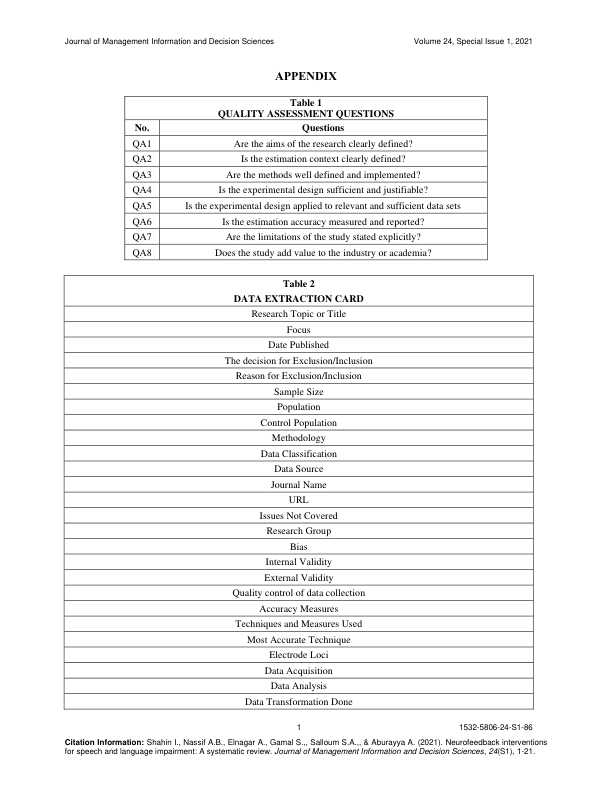 Journal of Management Information and Decision Sciences Volume 24, Special Issue 1, 2021
APPENDIX
Table 1
QUALITY ASSESSMENT QUESTIONS
No. Questions
QA1 Are the aims of the research clearly defined?
QA2 Is the estimation context clearly defined?
QA3 Are the methods well defined and implemented?
QA4 Is the experimental design sufficient and justifiable?
QA5 Is the experimental design applied to relevant and sufficient data sets
QA6 Is the estimation accuracy measured and reported?
QA7 Are the limitations of the study stated explicitly?
QA8 Does the study add value to the industry or academia?
Table 2
DATA EXTRACTION CARD
Research Topic or Title
Focus
Date Published
The decision for Exclusion/Inclusion
Reason for Exclusion/Inclusion
Sample Size
Population
Control Population
Methodology
Data Classification
Data Source
Journal Name
URL
Issues Not Covered
Research Group
Bias
Internal Validity
External Validity
Quality control of data collection
Accuracy Measures
Techniques and Measures Used
Most Accurate Technique
Electrode Loci
Data Acquisition
Data Analysis
Data Transformation Done
1 1532-5806-24-S1-86
Citation Information: Shahin I., Nassif A.B., Elnagar A., Gamal S.,, Salloum S.A.,, & Aburayya A. (2021). Neurofeedback interventions
for speech and language impairment: A systematic review. Journal of Management Information and Decision Sciences, 24(S1), 1-21.